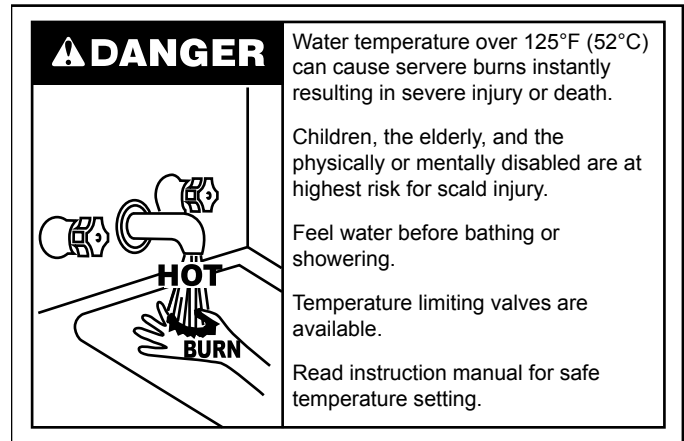 DANGER
HOT
BURN
Water temperature over 125°F (52°C)
can cause servere burns instantly
resulting in severe injury or death.
Children, the elderly, and the
physically or mentally disabled are at
highest risk for scald injury.
Feel water before bathing or
showering.
Temperature limiting valves are
available.
Read instruction manual for safe
temperature setting.